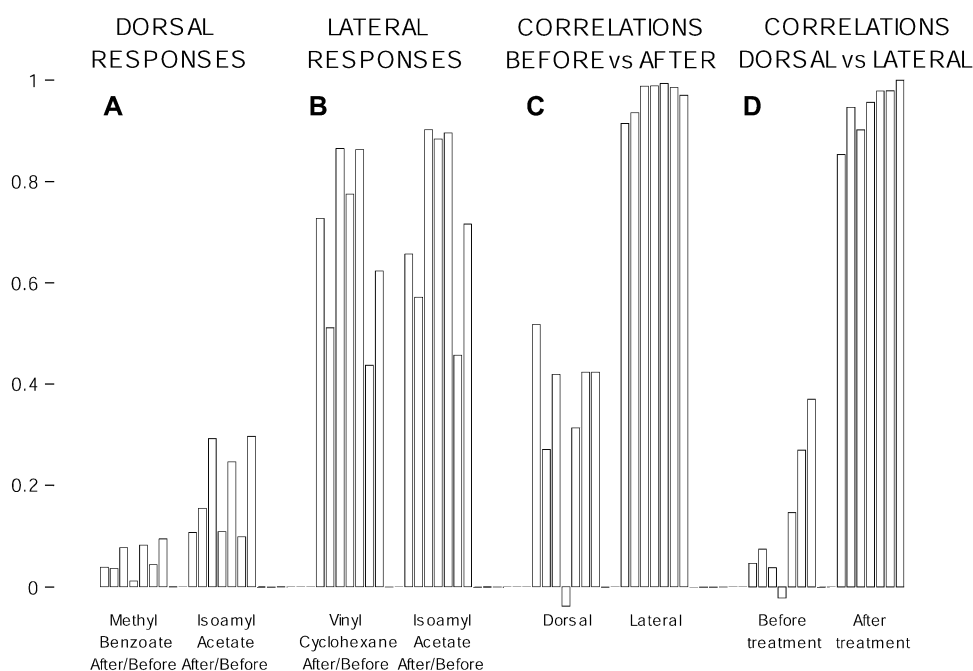 DORSAL
RESPONSES
LATERAL
RESPONSES
CORRELATIONS
BEFORE vs AFTER
CORRELATIONS
DORSAL vs LATERAL
A
B
C
D
1
0.8
0.6
0.4
0.2
0
Methyl
Benzoate
After/Before
Isoamyl
Acetate
After/Before
Vinyl
Cyclohexane
After/Before
Isoamyl
Acetate
After/Before
Dorsal
Lateral
Before
treatment
After
treatment